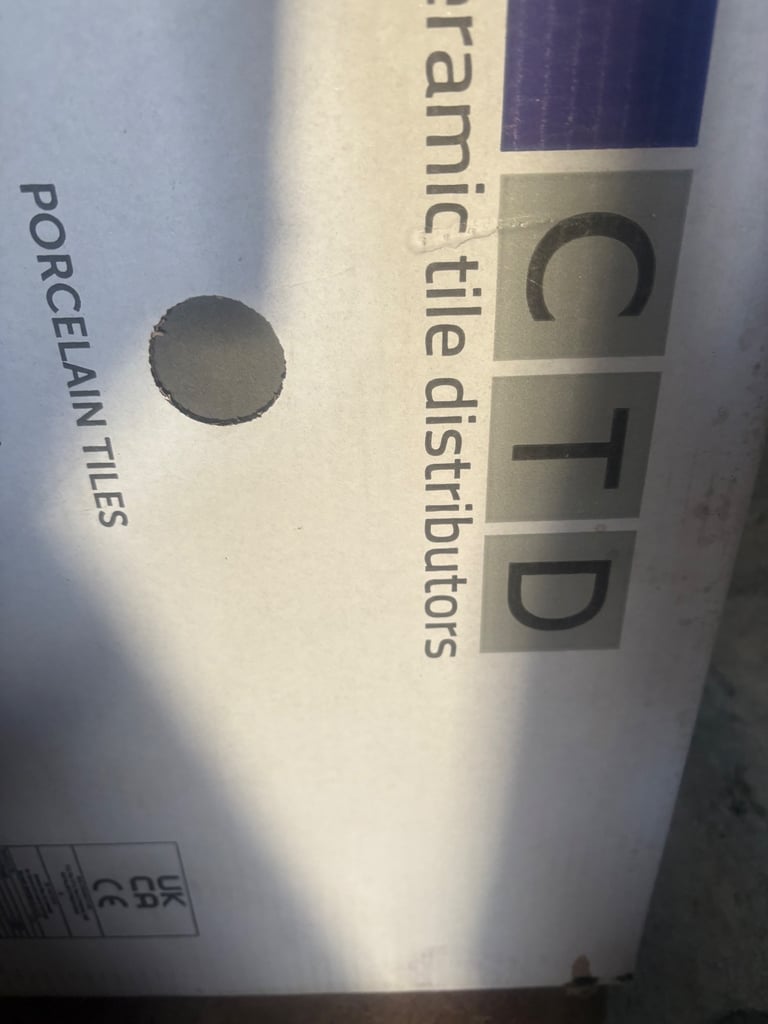 CTD
eramic tile distributors
PORCELAIN TILES
UK
CA
CE